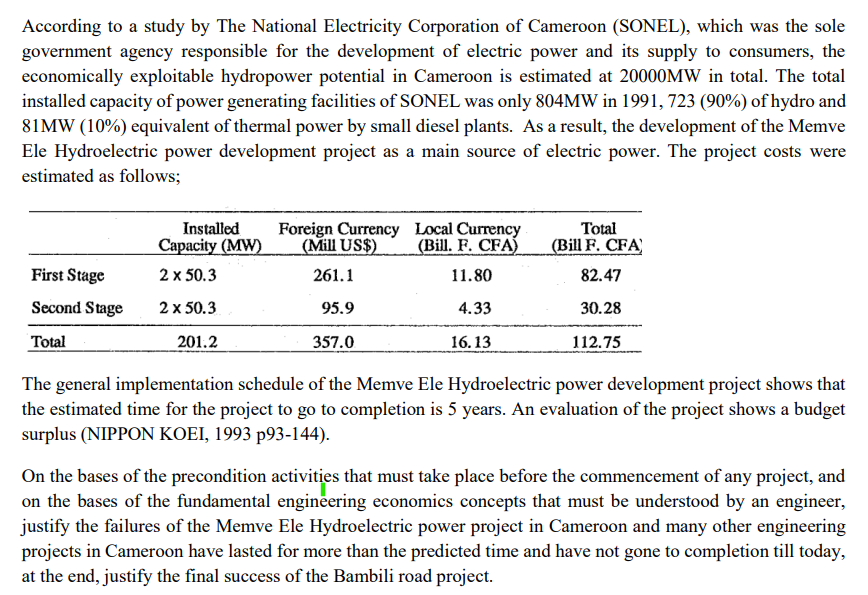 According to a study by The National Electricity Corporation of Cameroon (SONEL), which was the sole
government agency responsible for the development of electric power and its supply to consumers, the
economically exploitable hydropower potential in Cameroon is estimated at 20000MW in total. The total
installed capacity of power generating facilities of SONEL was only 804MW in 1991, 723 (90%) of hydro and
81MW (10%) equivalent of thermal power by small diesel plants. As a result, the development of the Memve
Ele Hydroelectric power development project as a main source of electric power. The project costs were
estimated as follows;
Installed Foreign Currency Local Currency Total
Capacity (MW) (Mill US$) (Bill. F. CFA) (Bill F. CFA)
First Stage 2 x 50.3 261.1 11.80 82.47
Second Stage 2 x 50.3 95.9 4.33 30.28
Total 201.2 357.0 16.13 112.75
The general implementation schedule of the Memve Ele Hydroelectric power development project shows that
the estimated time for the project to go to completion is 5 years. An evaluation of the project shows a budget
surplus (NIPPON KOEI, 1993 p93-144).
On the bases of the precondition activities that must take place before the commencement of any project, and
on the bases of the fundamental engineering economics concepts that must be understood by an engineer,
justify the failures of the Memve Ele Hydroelectric power project in Cameroon and many other engineering
projects in Cameroon have lasted for more than the predicted time and have not gone to completion till today,
at the end, justify the final success of the Bambili road project.